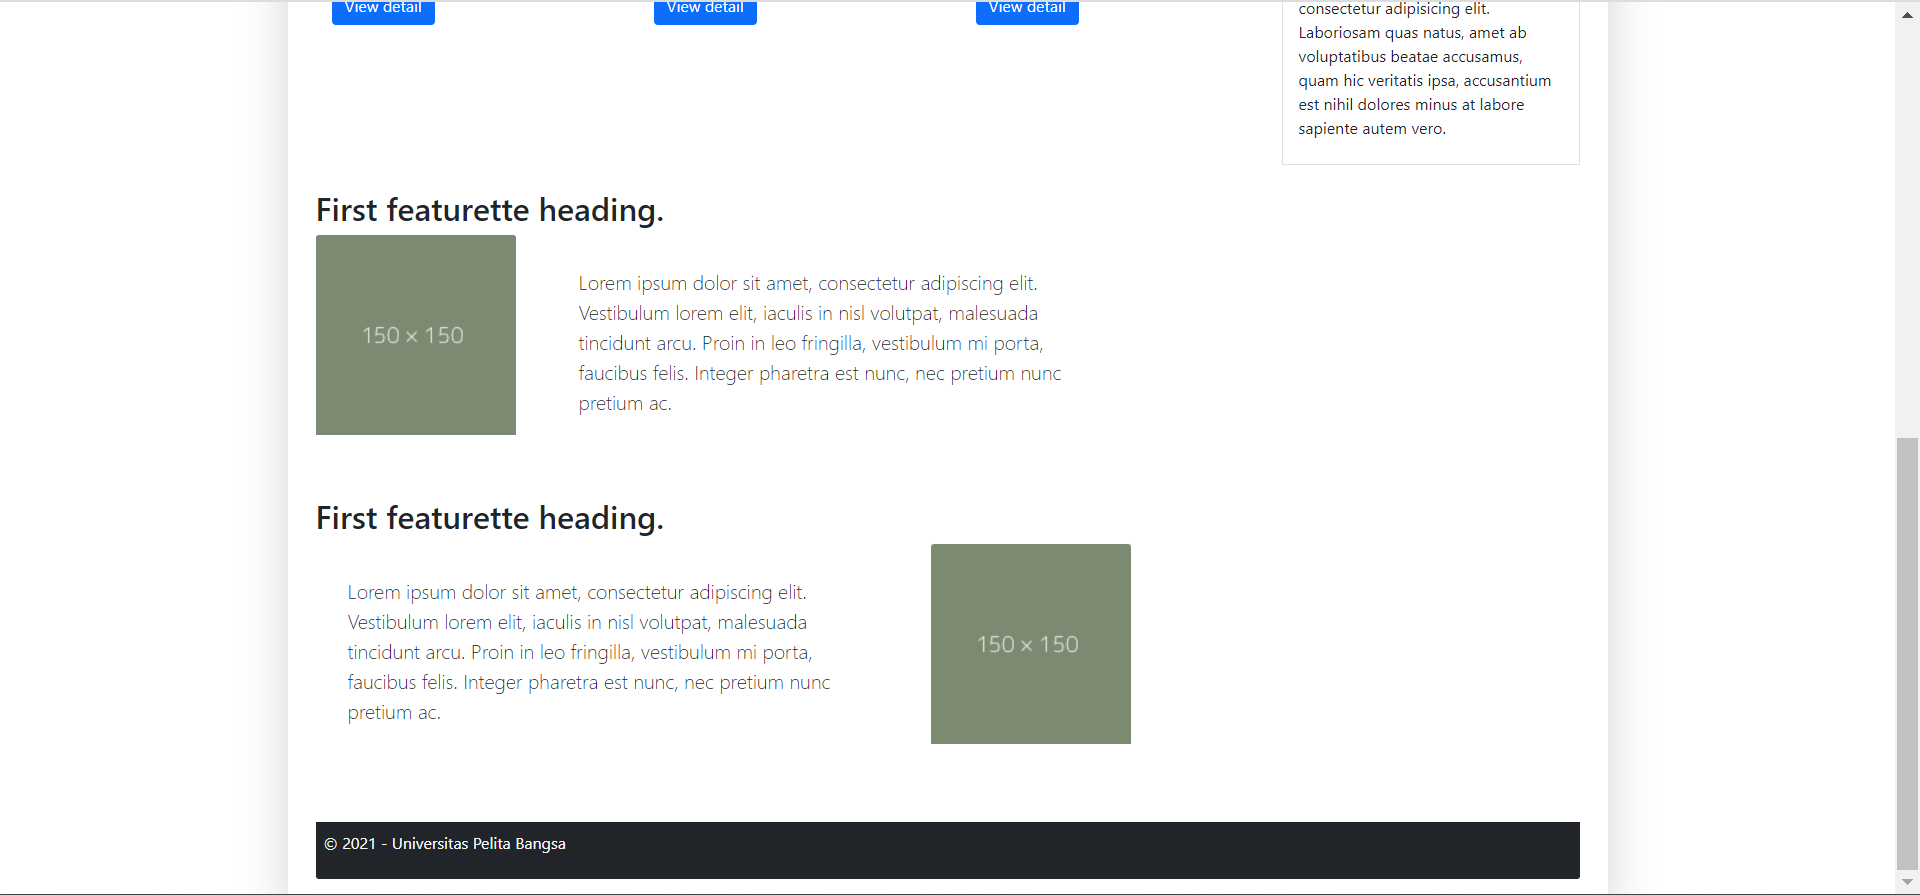 View detail
View detail
View detail
consectetur adipisicing elit.
Laboriosam quas natus, amet ab
voluptatibus beatae accusamus,
quam hic veritatis ipsa, accusantium
est nihil dolores minus at labore
sapiente autem vero.
First featurette heading.
150 × 150
Lorem ipsum dolor sit amet, consectetur adipiscing elit.
Vestibulum lorem elit, iaculis in nisl volutpat, malesuada
tincidunt arcu. Proin in leo fringilla, vestibulum mi porta,
faucibus felis. Integer pharetra est nunc, nec pretium nunc
pretium ac.
First featurette heading.
Lorem ipsum dolor sit amet, consectetur adipiscing elit.
Vestibulum lorem elit, iaculis in nisl volutpat, malesuada
tincidunt arcu. Proin in leo fringilla, vestibulum mi porta,
faucibus felis. Integer pharetra est nunc, nec pretium nunc
pretium ac.
150 × 150
© 2021 - Universitas Pelita Bangsa